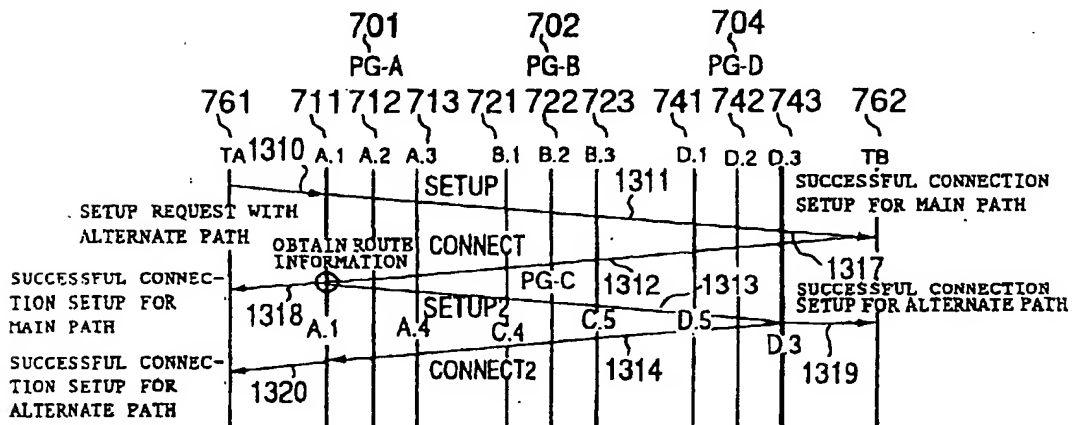 701 702 704
PG-A PG-B PG-D
761 711 712 713 721 722 723 741 742 743 762
TA 1310 A.1 A.2 A.3 B.1 B.2 B.3 D.1 D.2 D.3 TB
SETUP 1311
SUCCESSFUL CONNECTION
SETUP FOR MAIN PATH
SETUP REQUEST WITH
ALTERNATE PATH
OBTAIN ROUTE
INFORMATION
CONNECT
SUCCESSFUL CONNEC-
TION SETUP FOR
MAIN PATH
1318 SETUP2 PG-C 1312 1313 1317
SUCCESSFUL CONNECTION
SETUP FOR ALTERNATE PATH
A.1 A.4 C.4 C.5 D.5 D.3
SUCCESSFUL CONNEC-
TION SETUP FOR
ALTERNATE PATH
1320 CONNECT2 1314 1319